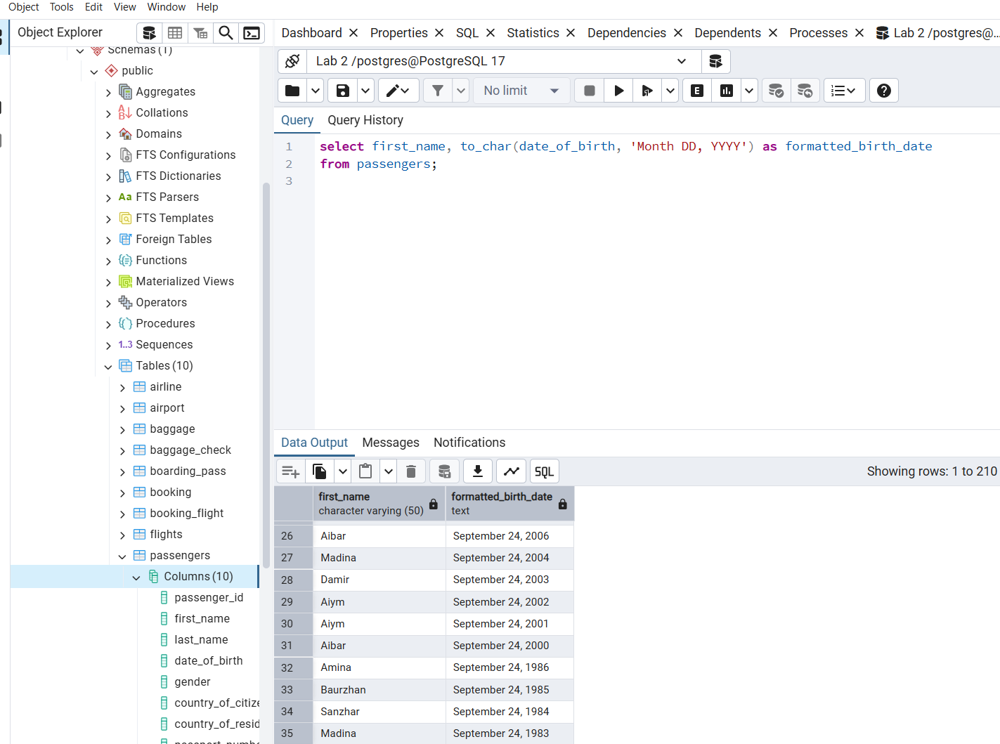 Object Tools Edit View Window Help
Object Explorer
Dashboard Properties SQL Statistics Dependencies Dependents Processes Lab 2 /postgres@...
Schemas (1)
public
Aggregates
Collations
Domains
FTS Configurations
FTS Dictionaries
Aa FTS Parsers
FTS Templates
Foreign Tables
Functions
Materialized Views
Operators
Procedures
1..3 Sequences
Tables (10)
airline
airport
baggage
baggage_check
boarding_pass
booking
booking_flight
flights
passengers
Columns (10)
passenger_id
first_name
last_name
date_of_birth
gender
country_of_citize
country_of_resid
Lab 2 /postgres@PostgreSQL 17
No limit
E
Query Query History
1 select first_name, to_char(date_of_birth, 'Month DD, YYYY') as formatted_birth_date
2 from passengers;
3
Data Output Messages Notifications
SQL
Showing rows: 1 to 210
first_name formatted_birth_date
character varying (50) text
26 Aibar September 24, 2006
27 Madina September 24, 2004
28 Damir September 24, 2003
29 Aiym September 24, 2002
30 Aiym September 24, 2001
31 Aibar September 24, 2000
32 Amina September 24, 1986
33 Baurzhan September 24, 1985
34 Sanzhar September 24, 1984
35 Madina September 24, 1983